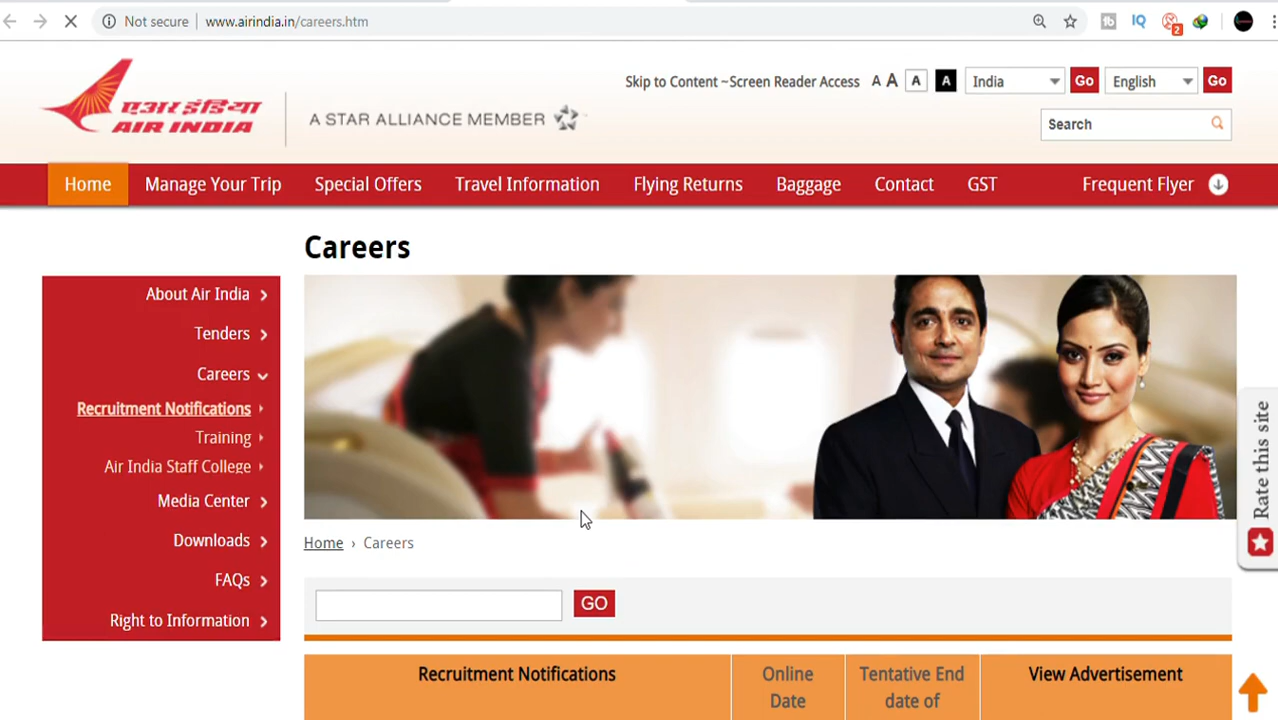 Not secure www.airindia.in/careers.htm
IQ
2
एअर इंडिया
AIR INDIA
A STAR ALLIANCE MEMBER
Skip to Content ~Screen Reader Access A A A A India Go English Go
Search
Home Manage Your Trip Special Offers Travel Information Flying Returns Baggage Contact GST Frequent Flyer
Careers
About Air India
Tenders
Careers
Recruitment Notifications
Training
Air India Staff College
Media Center
Downloads
FAQs
Right to Information
Rate this site
Home › Careers
GO
Recruitment Notifications
Online
Date
Tentative End
date of
View Advertisement